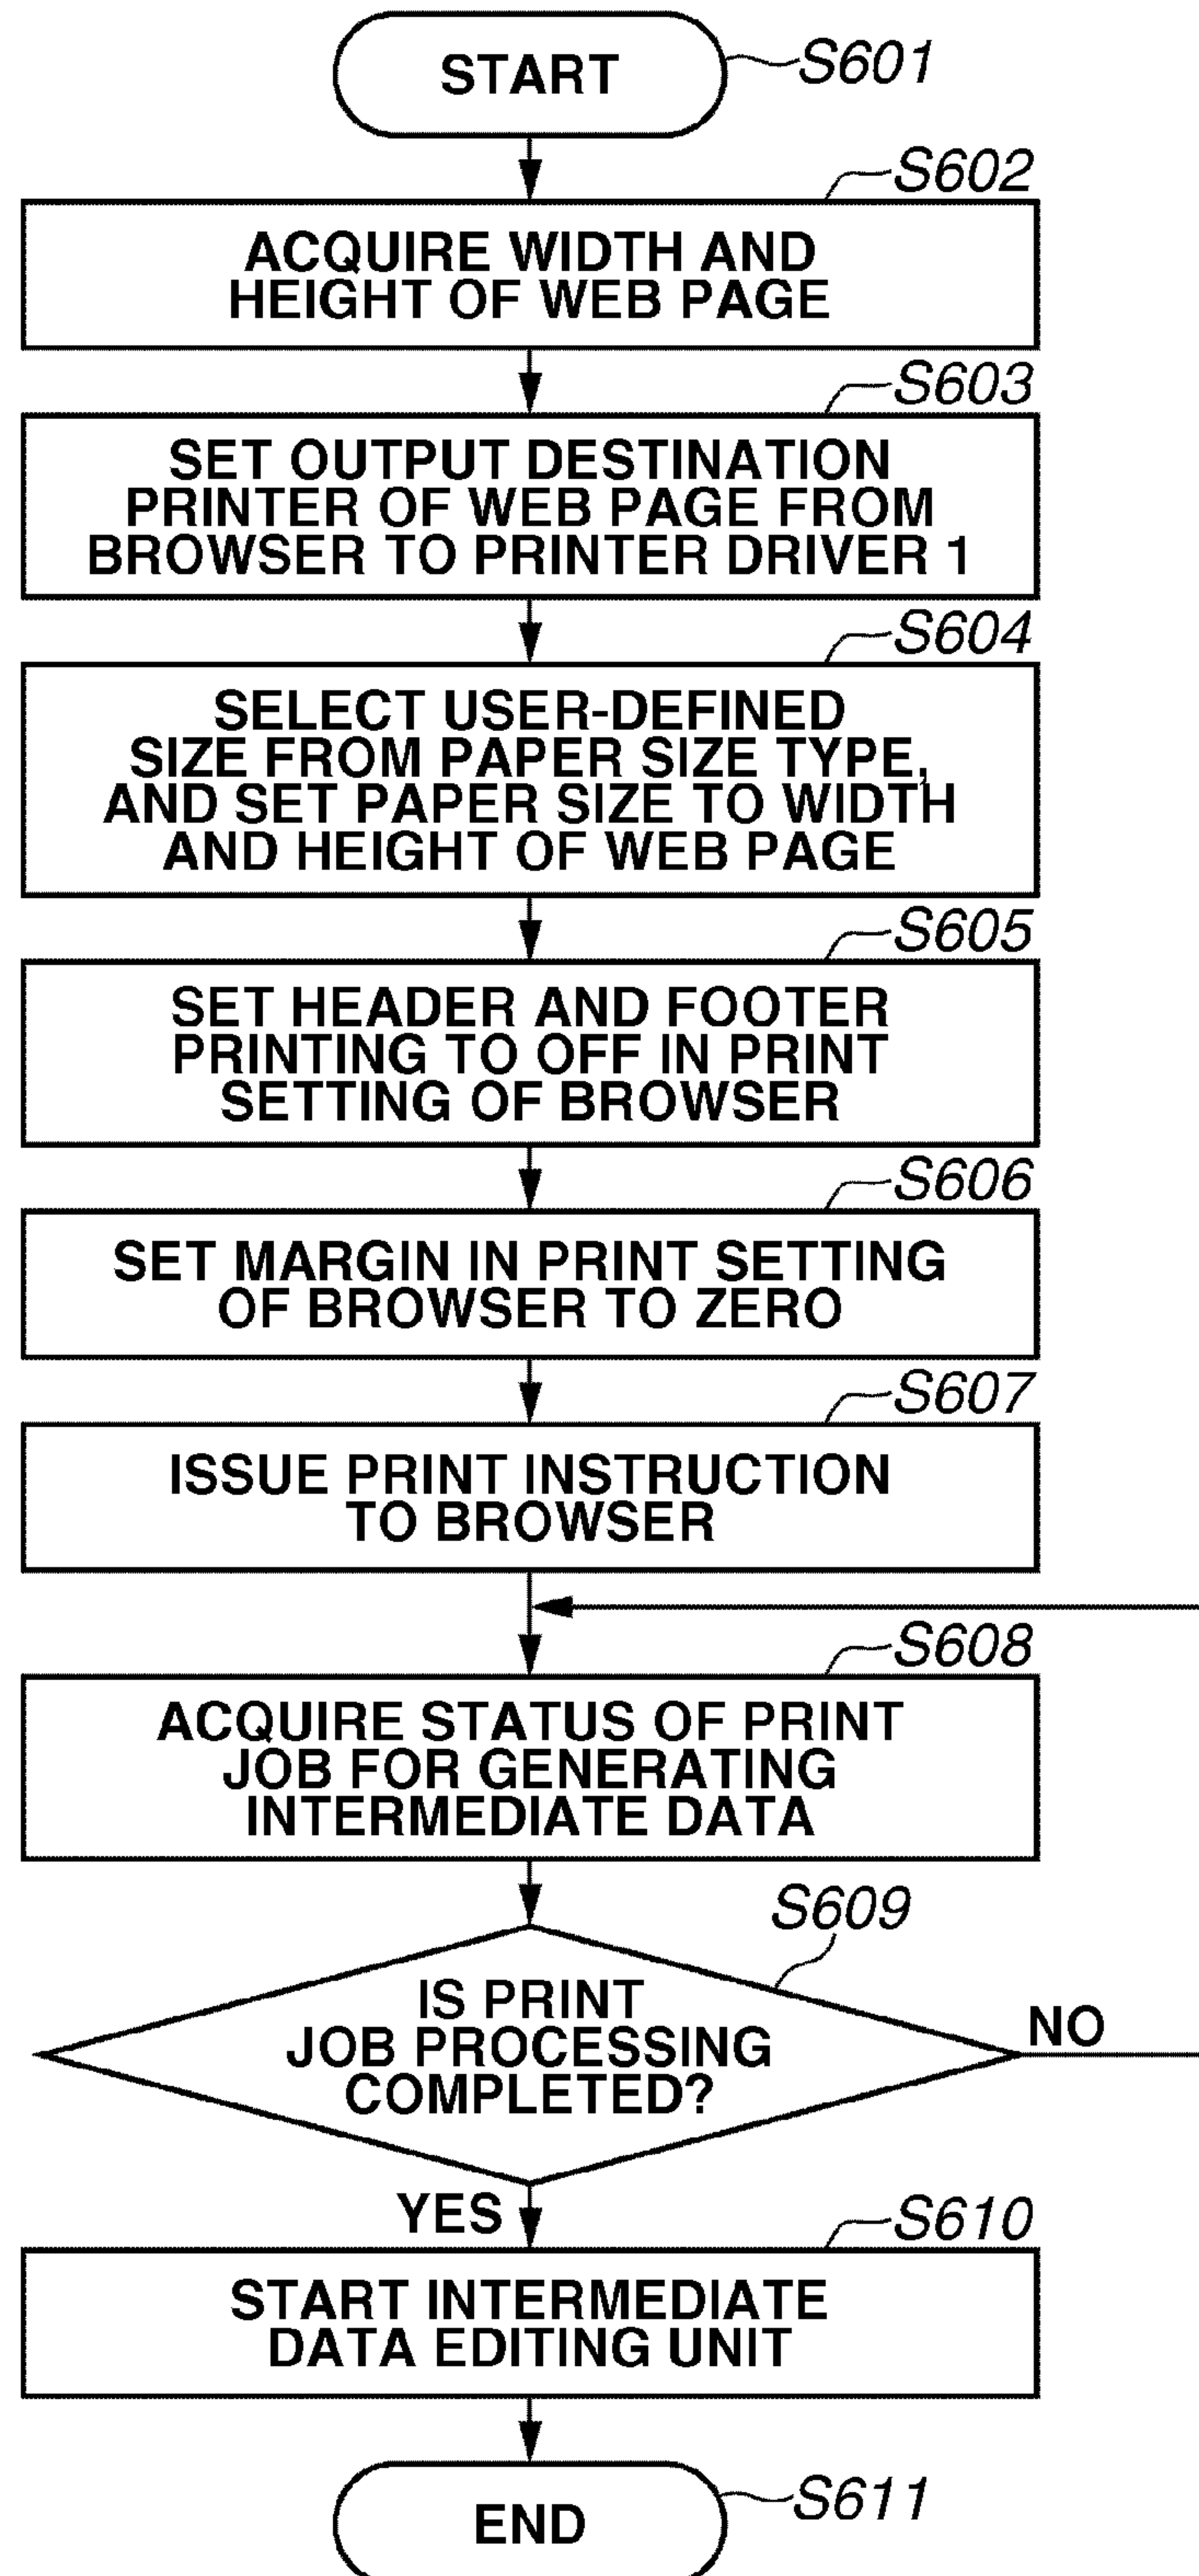 START
S601
S602
ACQUIRE WIDTH AND
HEIGHT OF WEB PAGE
S603
SET OUTPUT DESTINATION
PRINTER OF WEB PAGE FROM
BROWSER TO PRINTER DRIVER 1
S604
SELECT USER-DEFINED
SIZE FROM PAPER SIZE TYPE,
AND SET PAPER SIZE TO WIDTH
AND HEIGHT OF WEB PAGE
S605
SET HEADER AND FOOTER
PRINTING TO OFF IN PRINT
SETTING OF BROWSER
S606
SET MARGIN IN PRINT SETTING
OF BROWSER TO ZERO
S607
ISSUE PRINT INSTRUCTION
TO BROWSER
S608
ACQUIRE STATUS OF PRINT
JOB FOR GENERATING
INTERMEDIATE DATA
S609
IS PRINT
JOB PROCESSING
COMPLETED?
NO
YES
S610
START INTERMEDIATE
DATA EDITING UNIT
END
S611